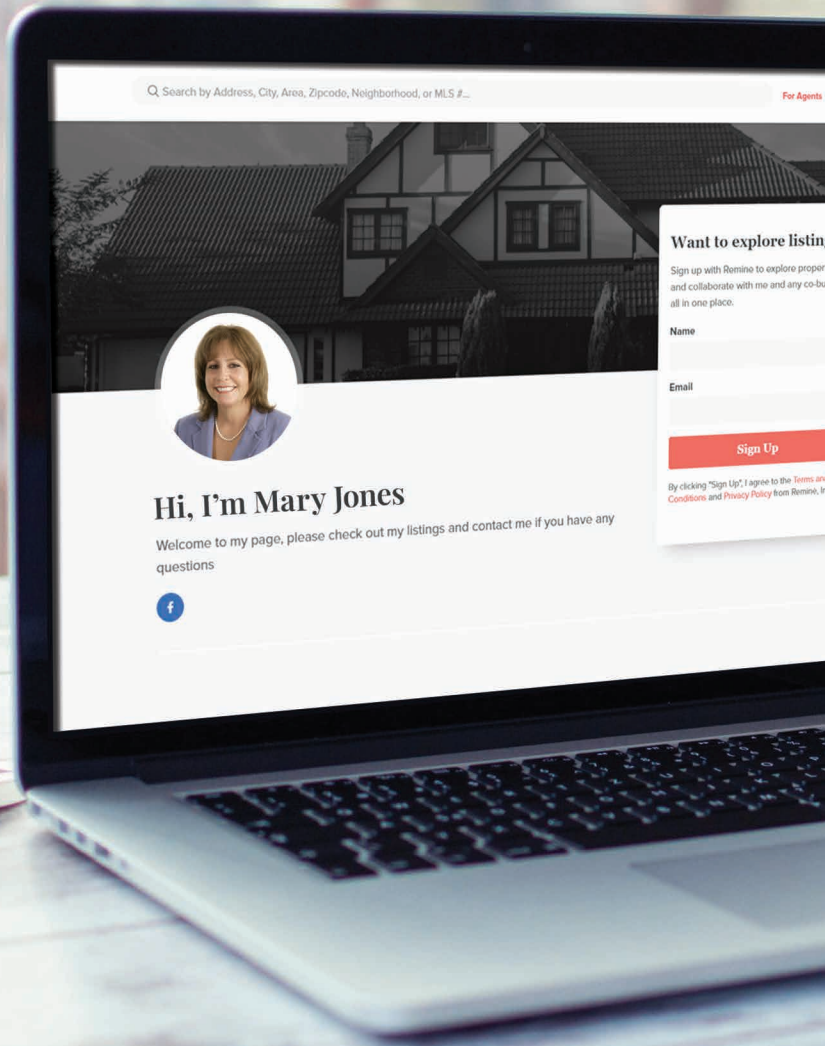 Search by Address, City, Area, Zipcode, Neighborhood, or MLS #...
For Agents
Want to explore listin
Sign up with Remine to explore proper
and collaborate with me and any co-bu
all in one place.
Name
Email
Sign Up
By clicking "Sign Up", I agree to the Terms and
Conditions and Privacy Policy from Remine, In
Hi, I'm Mary Jones
Welcome to my page, please check out my listings and contact me if you have any
questions
f